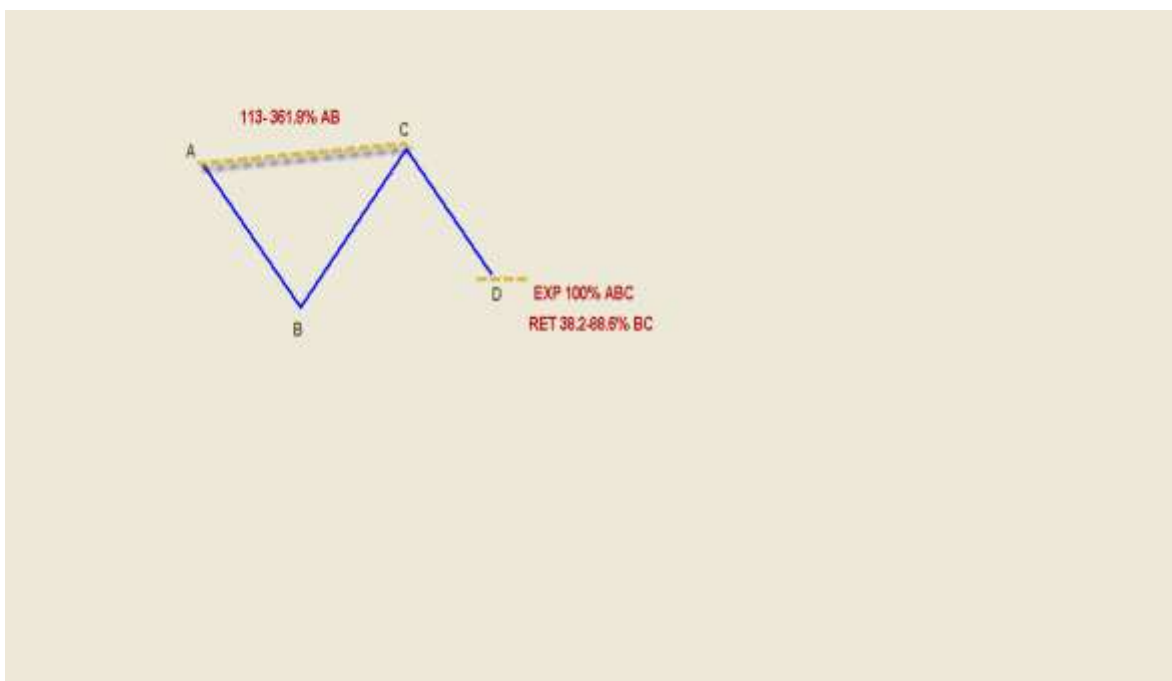 113-361.8% AB
C
A
D
EXP 100% ABC
B
RET 38.2-88.6% BC